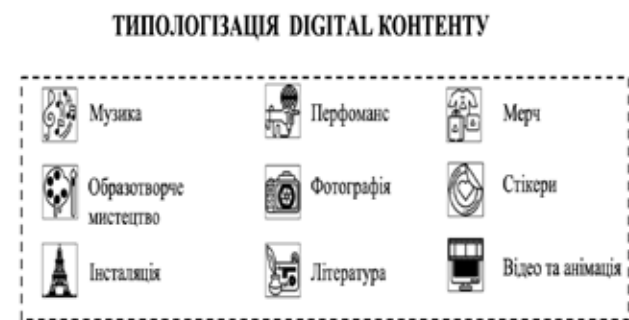 ТИПОЛОГІЗАЦІЯ DIGITAL КОНТЕНТУ
Музика
Перфоманс
Мерч
Образотворче
мистецтво
Фотографія
Стікери
Інсталяція
Література
Відео та анімація